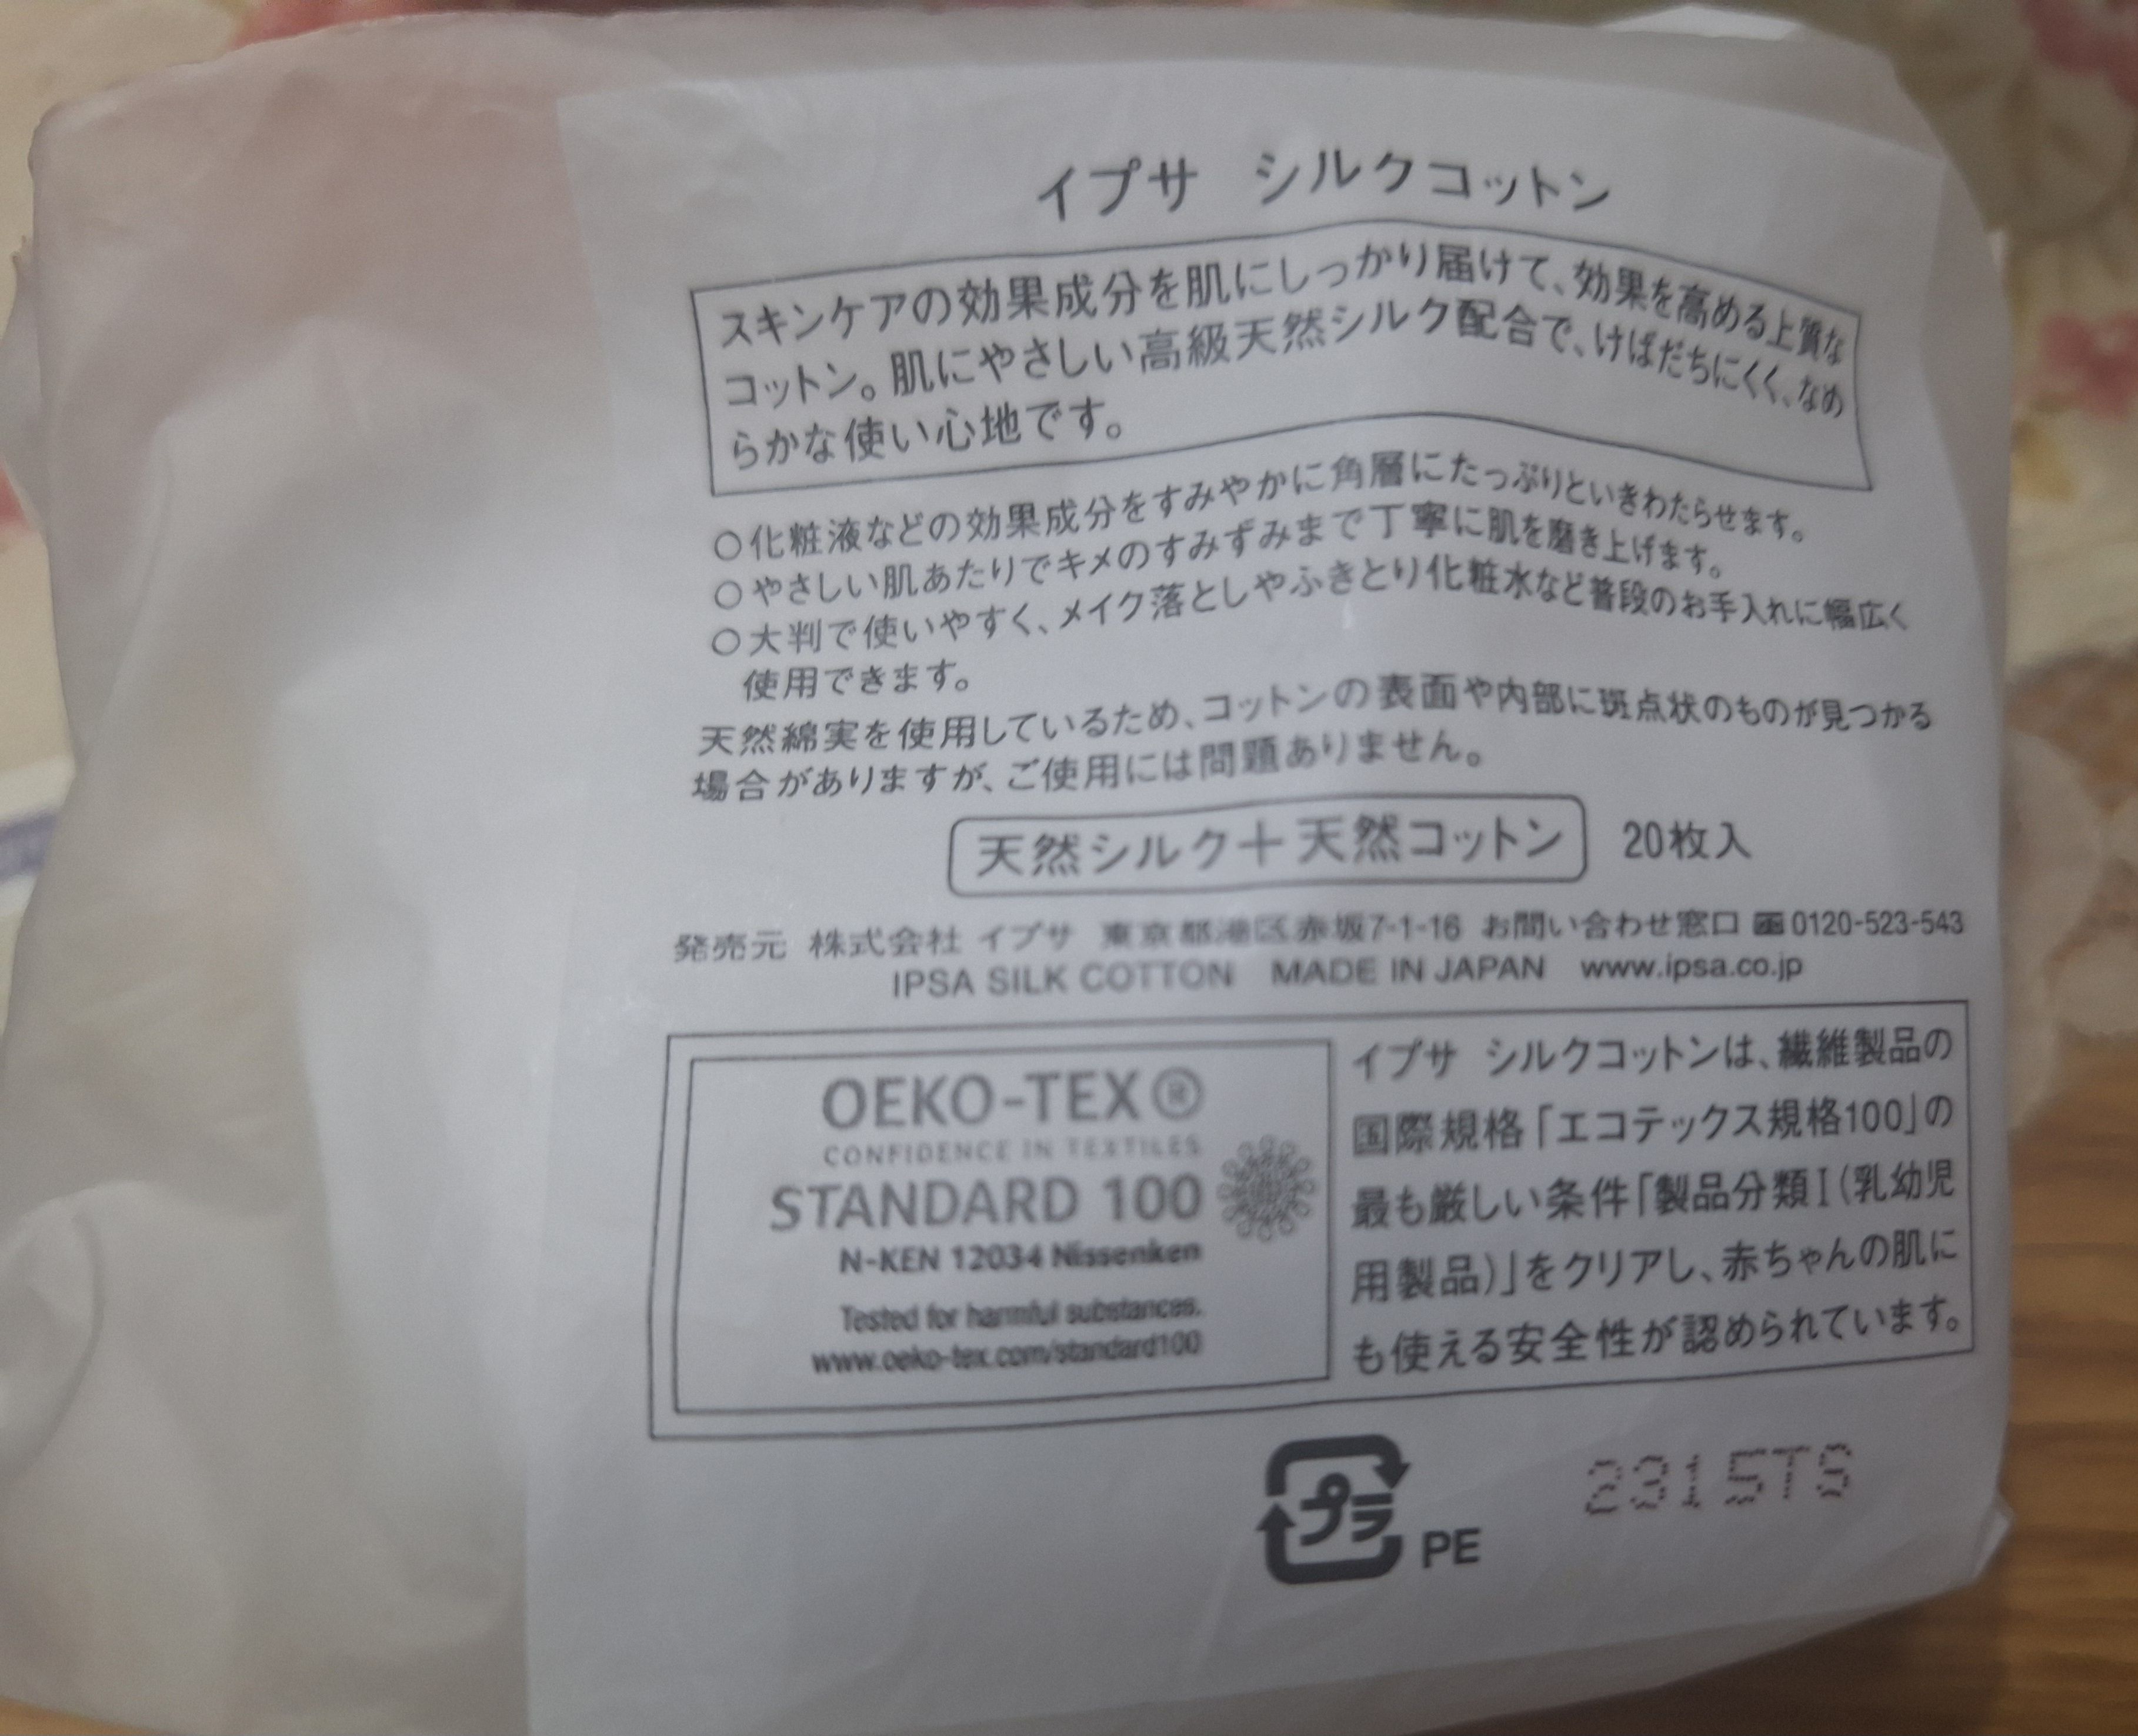 イプサ　シルクコットン
スキンケアの効果成分を肌にしっかり届けて、効果を高める上質な
コットン。肌にやさしい高級天然シルク配合で、けばだちにくく、なめ
らかな使い心地です。
○化粧液などの効果成分をすみやかに角層にたっぷりといきわたらせます。
○やさしい肌あたりでキメのすみずみまで丁寧に肌を磨き上げます。
○大判で使いやすく、メイク落としやふきとり化粧水など普段のお手入れに幅広く
使用できます。
天然綿実を使用しているため、コットンの表面や内部に斑点状のものが見つかる
場合がありますが、ご使用には問題ありません。
天然シルク＋天然コットン　20枚入
発売元 株式会社 イプサ 東京都港区赤坂7-1-16 お問い合わせ窓口 0120-523-543
IPSA SILK COTTON　MADE IN JAPAN　www.ipsa.co.jp
OEKO-TEX®
CONFIDENCE IN TEXTILES
STANDARD 100
N-KEN 12034 Nissenken
Tested for harmful substances.
www.oeko-tex.com/standard100
イプサ　シルクコットンは、繊維製品の
国際規格「エコテックス規格100」の
最も厳しい条件「製品分類Ⅰ(乳幼児
用製品)」をクリアし、赤ちゃんの肌に
も使える安全性が認められています。
プラ PE
2315TS